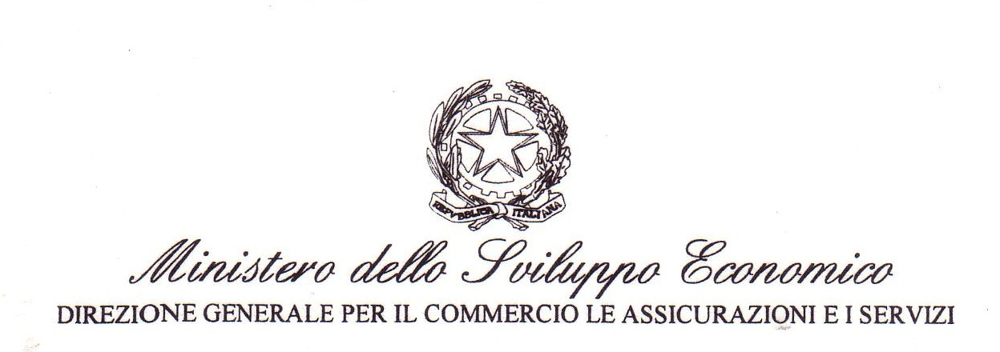 REPVBBLICA ITALIANA
Ministero dello Sviluppo Economico
DIREZIONE GENERALE PER IL COMMERCIO LE ASSICURAZIONI E I SERVIZI